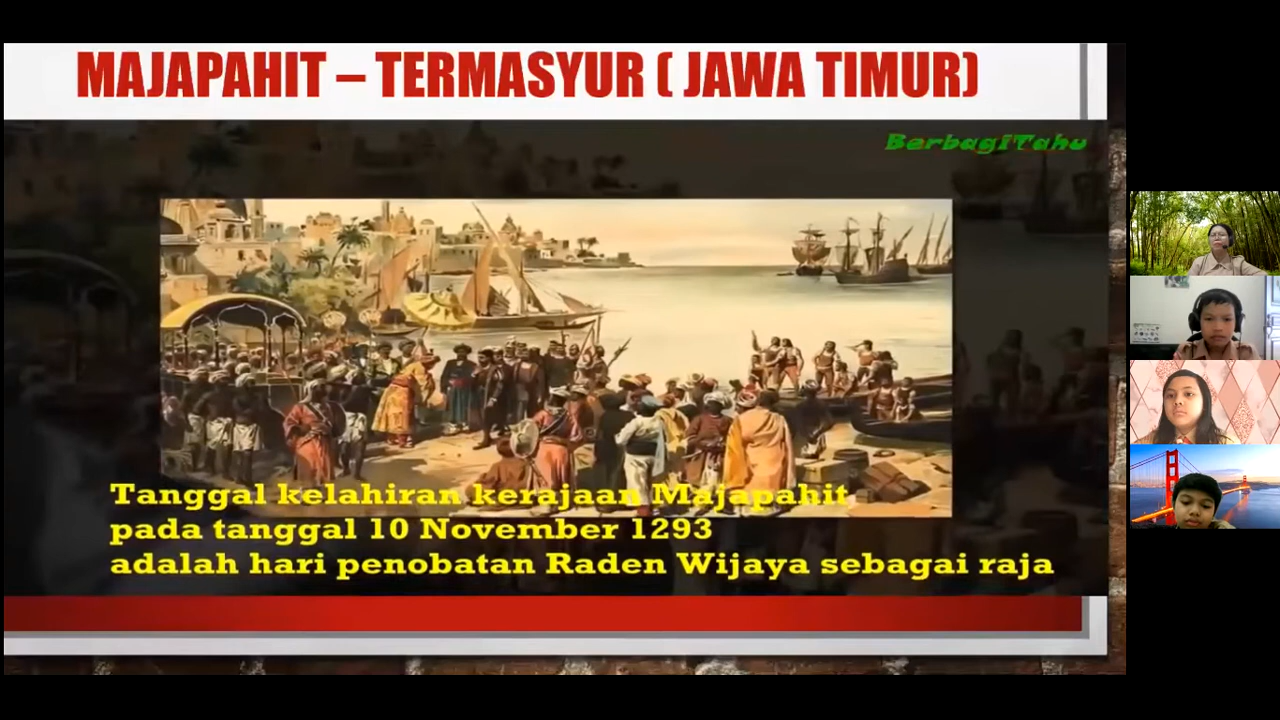 MAJAPAHIT – TERMASYUR ( JAWA TIMUR)
BerbagITahu
Tanggal kelahiran kerajaan Majapahit
pada tanggal 10 November 1293
adalah hari penobatan Raden Wijaya sebagai raja